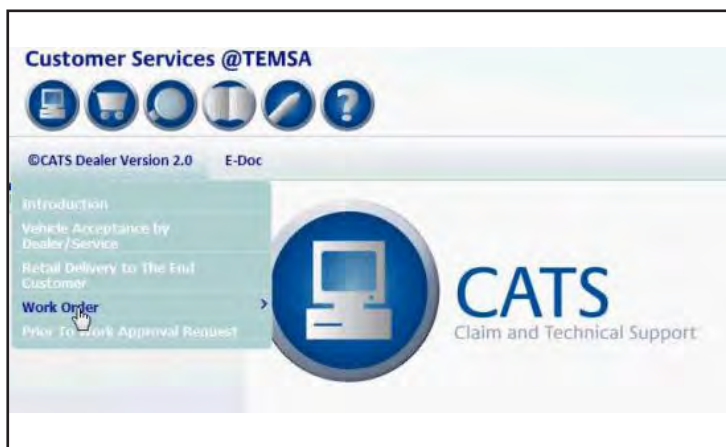 Customer Services @TEMSA
©CATS Dealer Version 2.0 E-Doc
Introduction
Vehicle Acceptance by
Dealer/Service
Retail Delivery to The End
Customer
Work Order
Prior To Work Approval Request
CATS
Claim and Technical Support